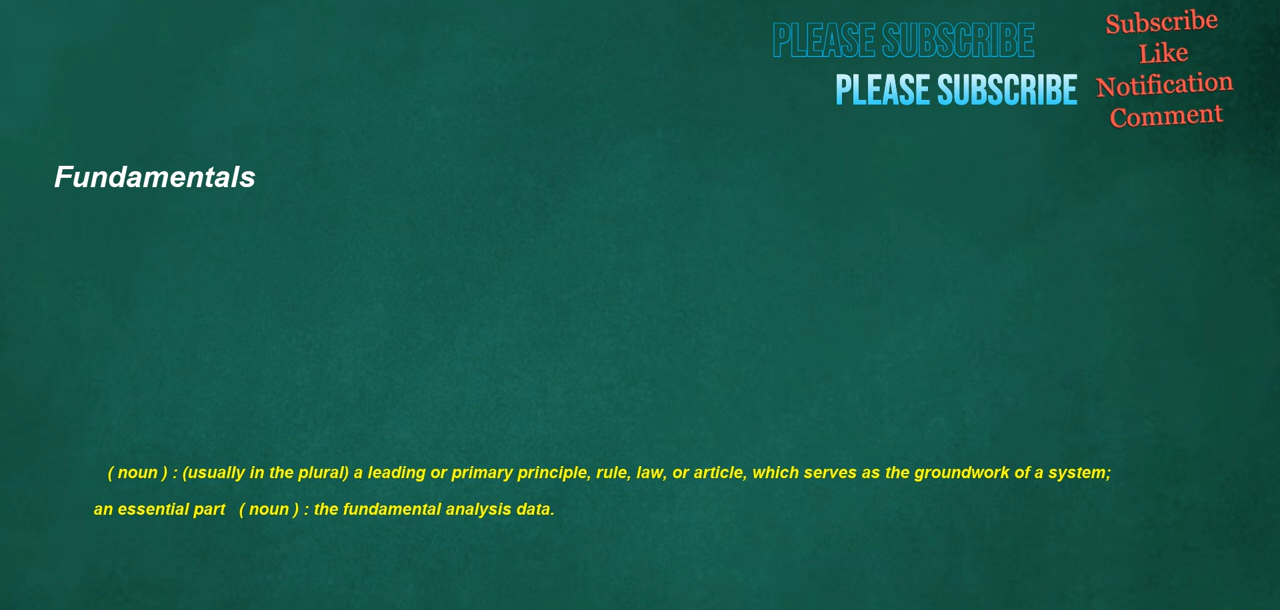 PLEASE SUBSCRIBE
PLEASE SUBSCRIBE
Subscribe
Like
Notification
Comment
Fundamentals
( noun ) : (usually in the plural) a leading or primary principle, rule, law, or article, which serves as the groundwork of a system;
an essential part ( noun ) : the fundamental analysis data.